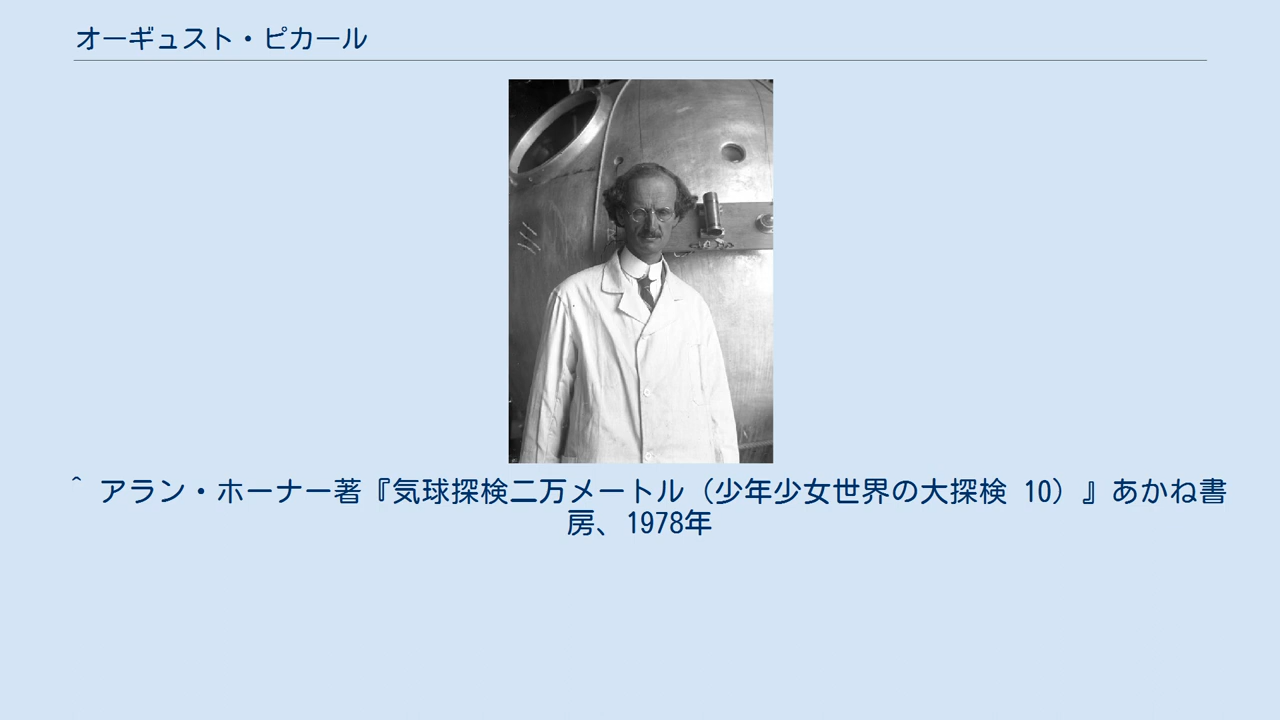 オーギュスト・ピカール
^ アラン・ホーナー著『気球探検二万メートル（少年少女世界の大探検 10）』あかね書
房、1978年